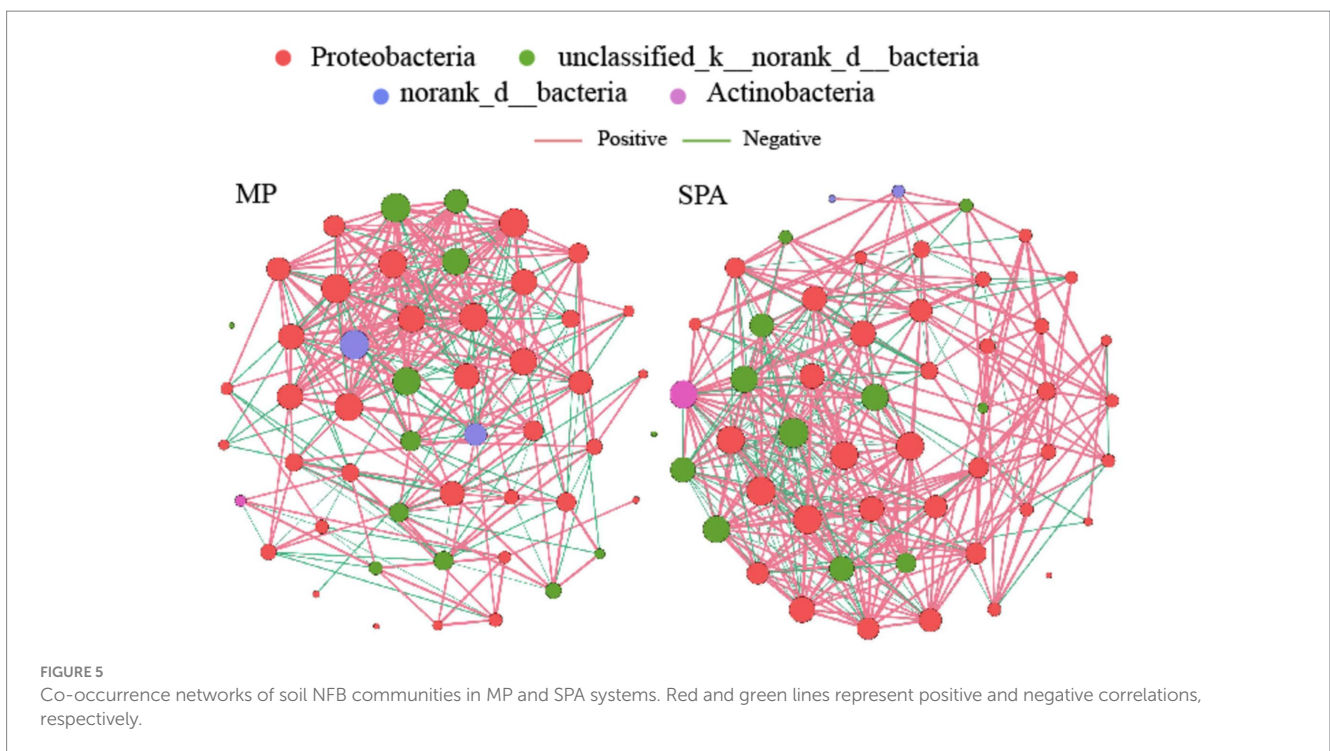 Proteobacteria unclassified_k__norank_d__bacteria
norank_d__bacteria Actinobacteria
Positive Negative
MP
SPA
FIGURE 5
Co-occurrence networks of soil NFB communities in MP and SPA systems. Red and green lines represent positive and negative correlations,
respectively.